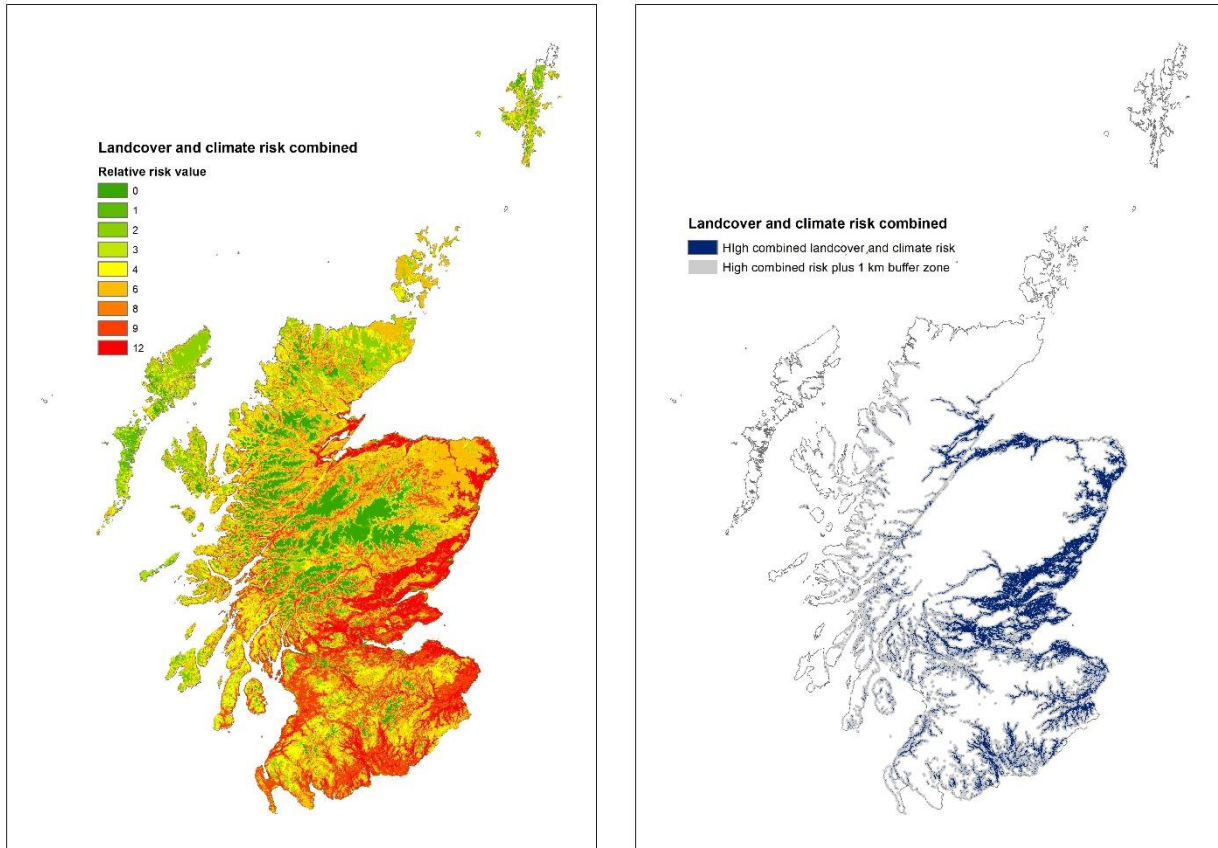 Landcover and climate risk combined
Relative risk value
0
1
2
3
4
6
8
9
12
Landcover and climate risk combined
HIgh combined landcover and climate risk
High combined risk plus 1 km buffer zone